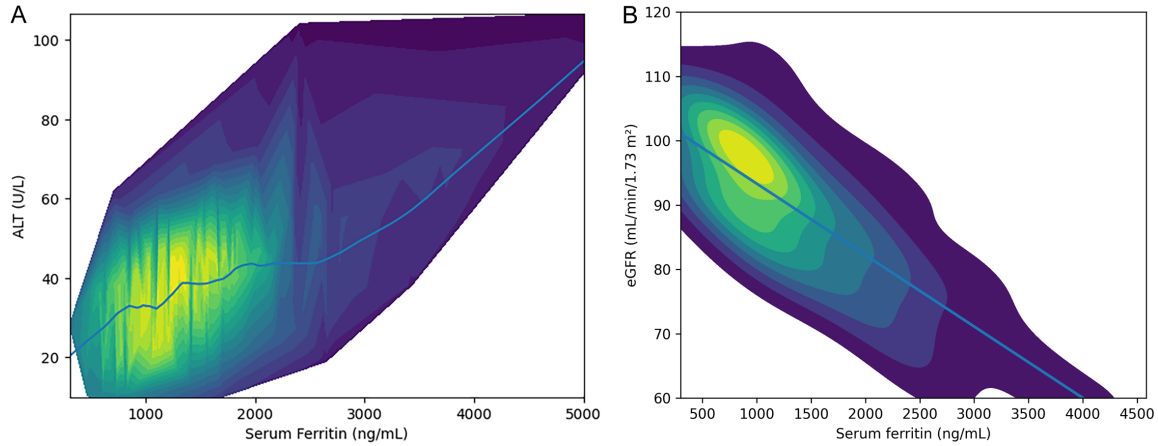 A
ALT (U/L)
100
80
60
40
20
1000 2000 3000 4000 5000
Serum Ferritin (ng/mL)
B
eGFR (mL/min/1.73 m²)
120
110
100
90
80
70
60
500 1000 1500 2000 2500 3000 3500 4000 4500
Serum ferritin (ng/mL)